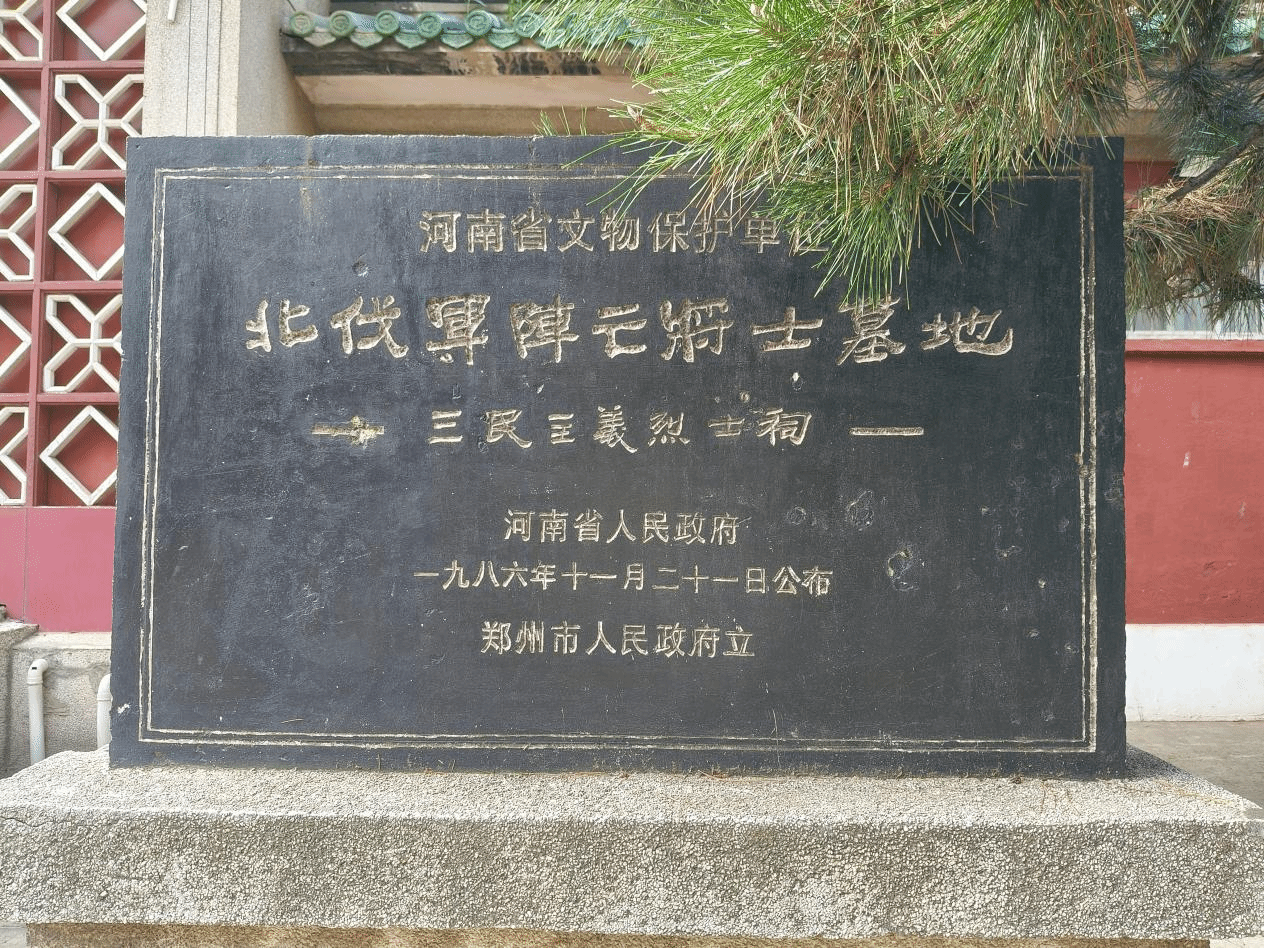 河南省文物保护单位
北伐軍陣亡將士墓地
—三民主義烈士祠—
河南省人民政府
一九八六年十一月二十一日公布
郑州市人民政府立